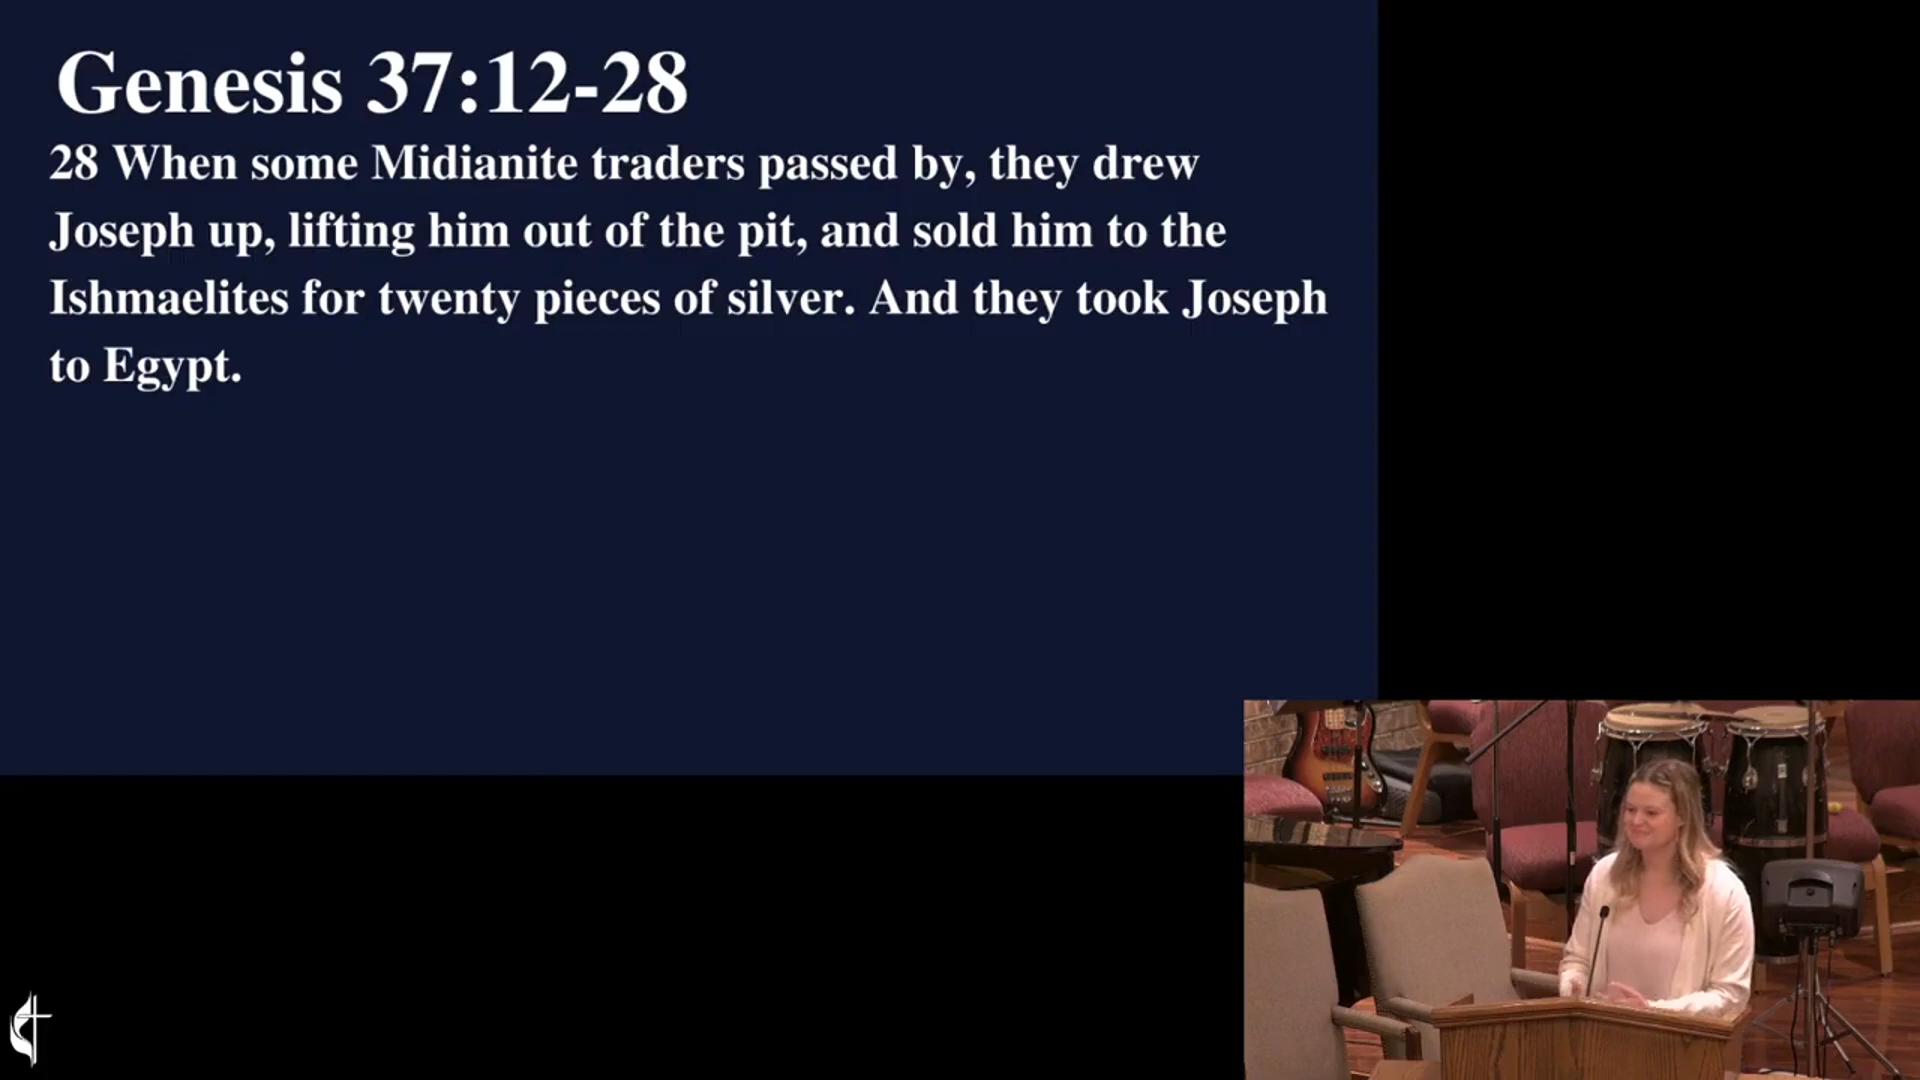 Genesis 37:12-28
28 When some Midianite traders passed by, they drew
Joseph up, lifting him out of the pit, and sold him to the
Ishmaelites for twenty pieces of silver. And they took Joseph
to Egypt.